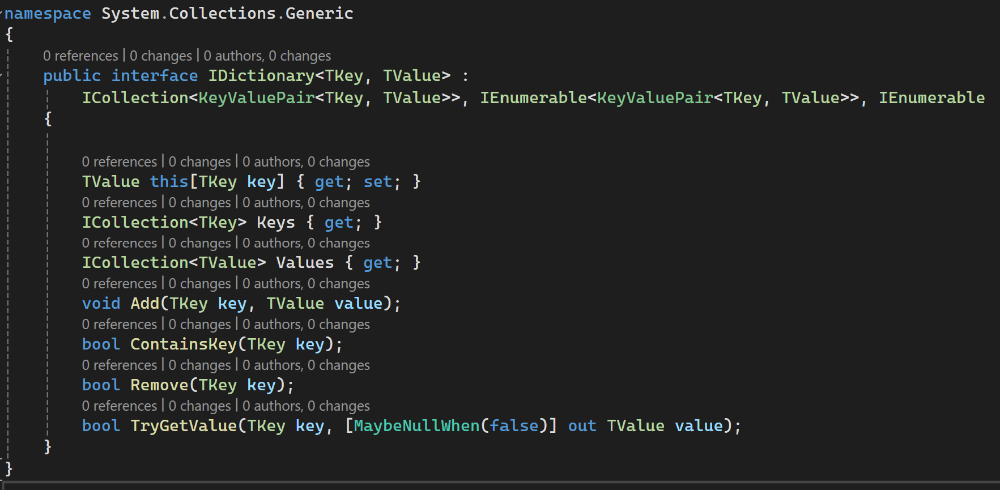 namespace System.Collections.Generic
{
0 references | 0 changes | 0 authors, 0 changes
public interface IDictionary<TKey, TValue> :
ICollection<KeyValuePair<TKey, TValue>>, IEnumerable<KeyValuePair<TKey, TValue>>, IEnumerable
{
0 references | 0 changes | 0 authors, 0 changes
TValue this[TKey key] { get; set; }
0 references | 0 changes | 0 authors, 0 changes
ICollection<TKey> Keys { get; }
0 references | 0 changes | 0 authors, 0 changes
ICollection<TValue> Values { get; }
0 references | 0 changes | 0 authors, 0 changes
void Add(TKey key, TValue value);
0 references | 0 changes | 0 authors, 0 changes
bool ContainsKey(TKey key);
0 references | 0 changes | 0 authors, 0 changes
bool Remove(TKey key);
0 references | 0 changes | 0 authors, 0 changes
bool TryGetValue(TKey key, [MaybeNullWhen(false)] out TValue value);
}
}